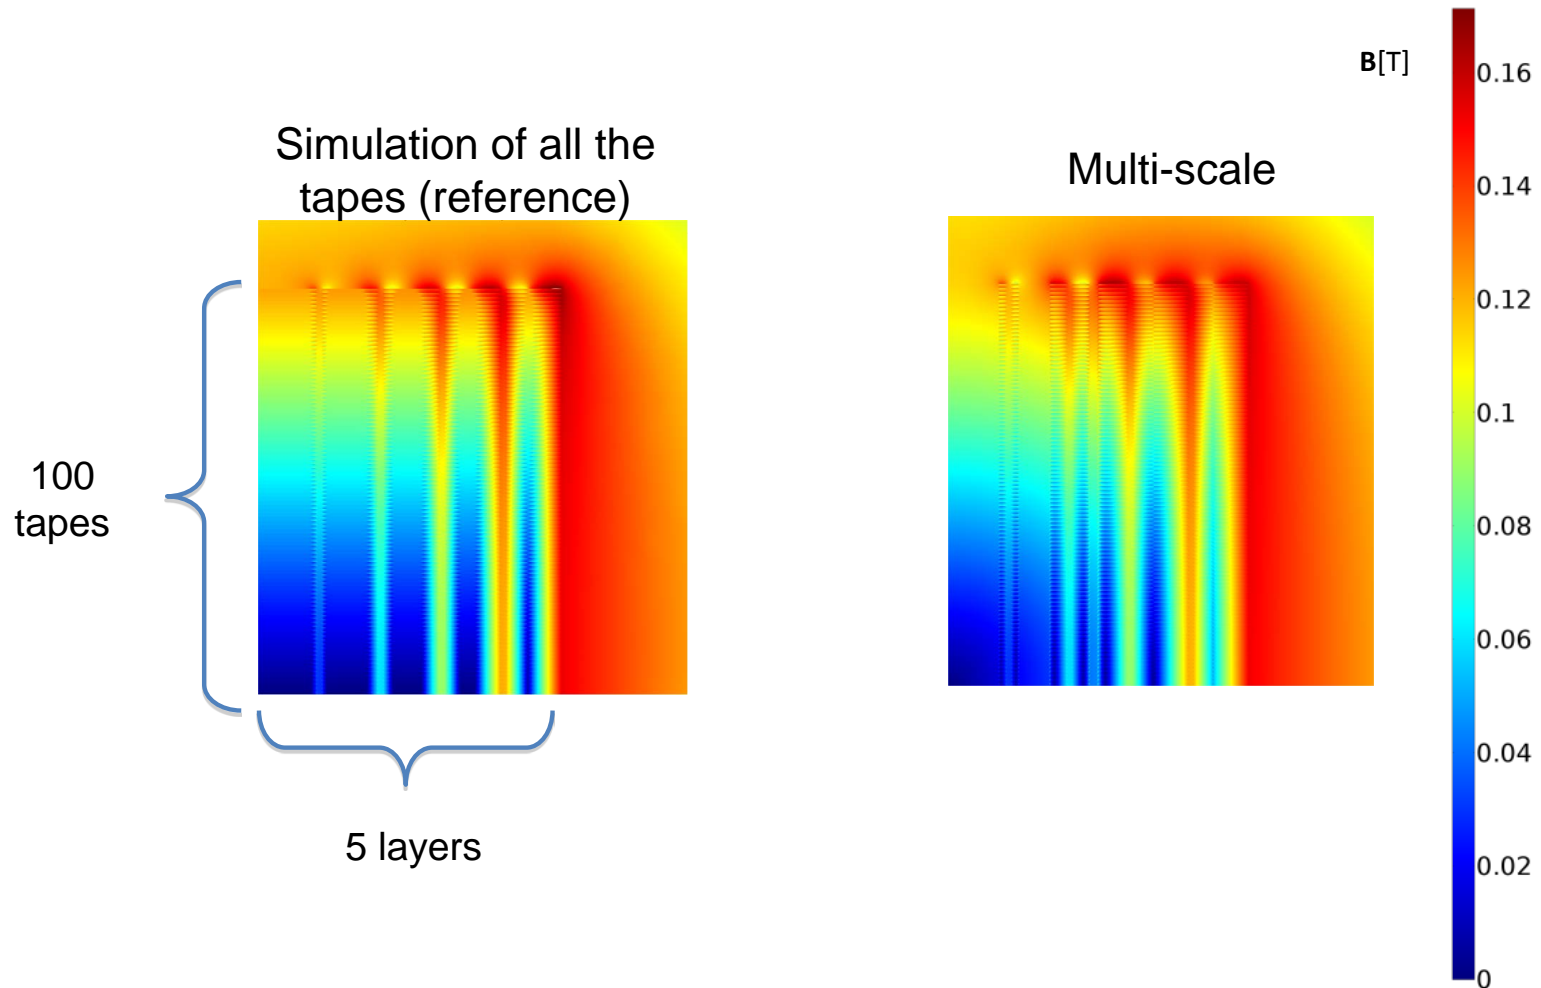 B[T]
Simulation of all the
tapes (reference)
Multi-scale
100
tapes
5 layers
0.16
0.14
0.12
0.1
0.08
0.06
0.04
0.02
0